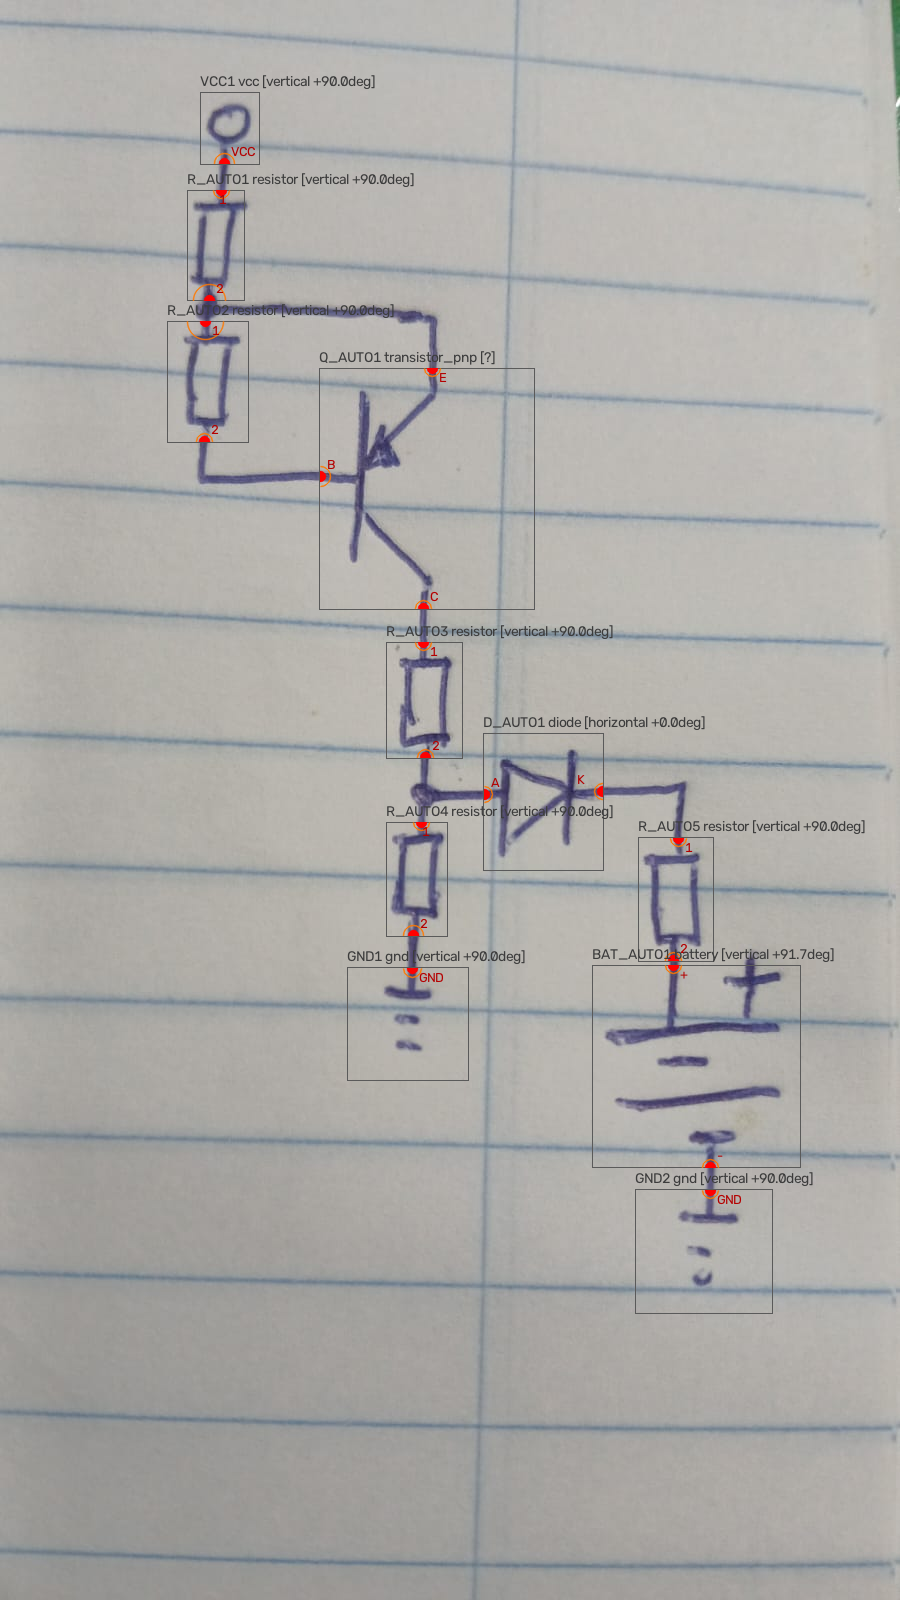 VCC1 vcc [vertical +90.0deg]
VCC
R_AUTO1 resistor [vertical +90.0deg]
1
2
R_AUTO2 resistor [vertical +90.0deg]
1
2
Q_AUTO1 transistor_pnp [?]
E
B
C
R_AUTO3 resistor [vertical +90.0deg]
1
2
D_AUTO1 diode [horizontal +0.0deg]
A
K
R_AUTO4 resistor [vertical +90.0deg]
1
2
R_AUTO5 resistor [vertical +90.0deg]
1
2
GND1 gnd [vertical +90.0deg]
GND
BAT_AUTO1 battery [vertical +91.7deg]
+
+
-
GND2 gnd [vertical +90.0deg]
GND